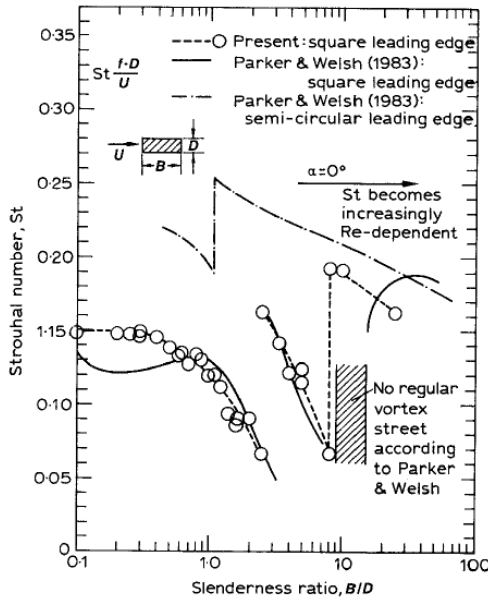 0·35
0·30
0·25
0·20
1·15
0·10
0·05
0
Strouhal number, St
St f·D
U
Present: square leading edge
Parker & Welsh (1983):
square leading edge
Parker & Welsh (1983):
semi-circular leading edge
U
D
B
α=0°
St becomes
increasingly
Re-dependent
No regular
vortex
street
according
to Parker
& Welsh
0·1
1·0
10
100
Slenderness ratio, B/D